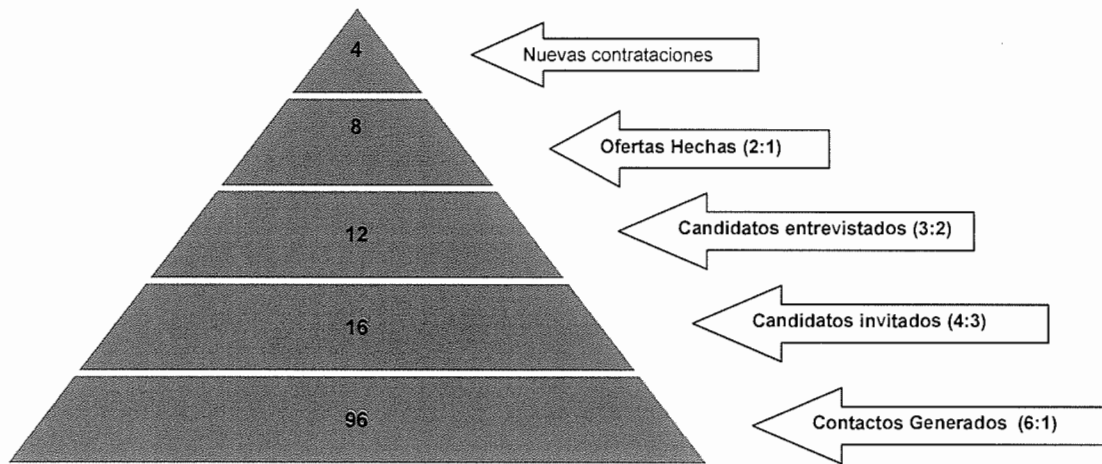 4
Nuevas contrataciones
8
Ofertas Hechas (2:1)
12
Candidatos entrevistados (3:2)
16
Candidatos invitados (4:3)
96
Contactos Generados (6:1)